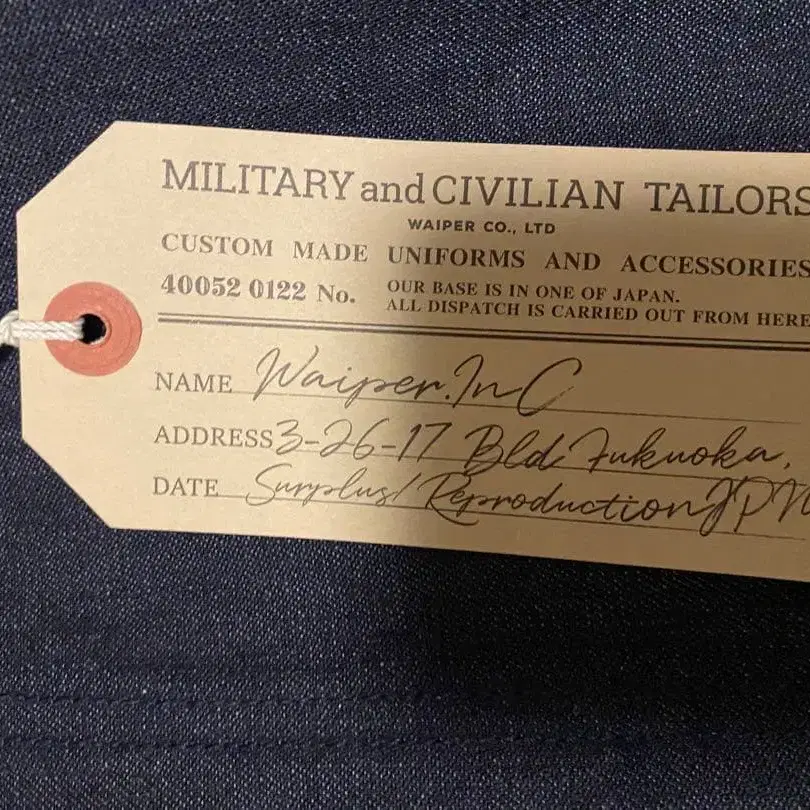 MILITARY and CIVILIAN TAILORS
WAIPER CO., LTD
CUSTOM MADE UNIFORMS AND ACCESSORIES
40052 0122 No.
OUR BASE IS IN ONE OF JAPAN.
ALL DISPATCH IS CARRIED OUT FROM HERE
NAME Waiper.InC
ADDRESS 3-26-17 Bld Fukuoka,
DATE Surplus/ReproductionJPN